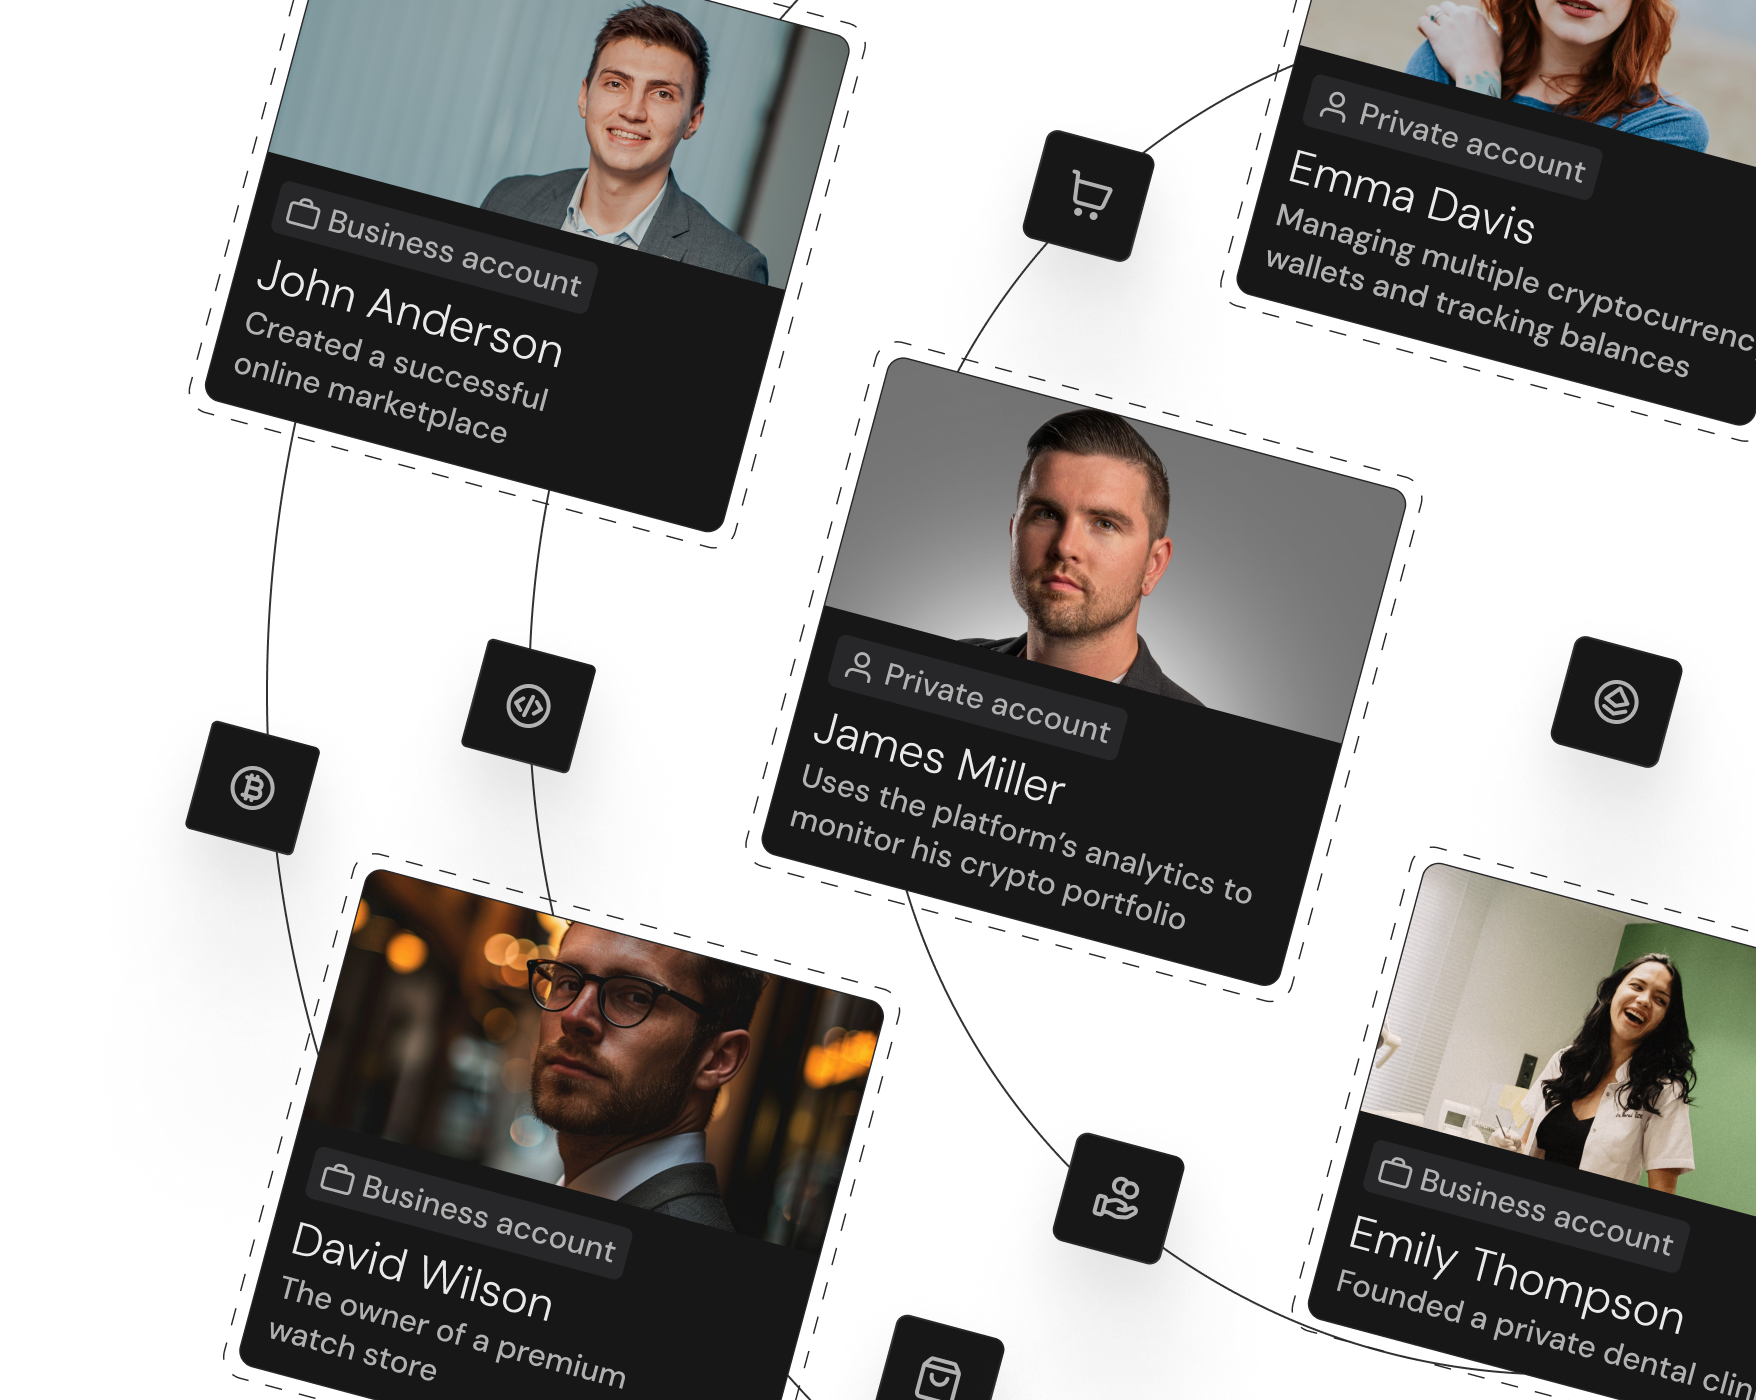 Business account
John Anderson
Created a successful
online marketplace
Private account
Emma Davis
Managing multiple
wallets and tracking balances
Private account
James Miller
Uses the platform’s analytics to
monitor his crypto portfolio
Business account
David Wilson
The owner of a premium
watch store
Business account
Emily Thompson
Founded a private dental